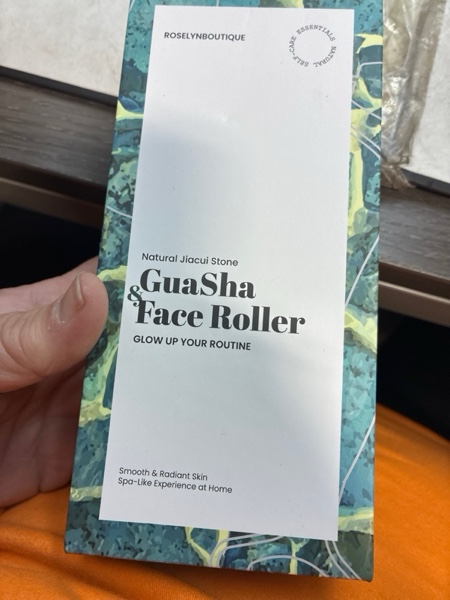 ROSELYNBOUTIQUE
SELF-CARE ESSENTIALS NATURAL
Natural Jiacui Stone
GuaSha
& Face Roller
GLOW UP YOUR ROUTINE
Smooth & Radiant Skin
Spa-Like Experience at Home